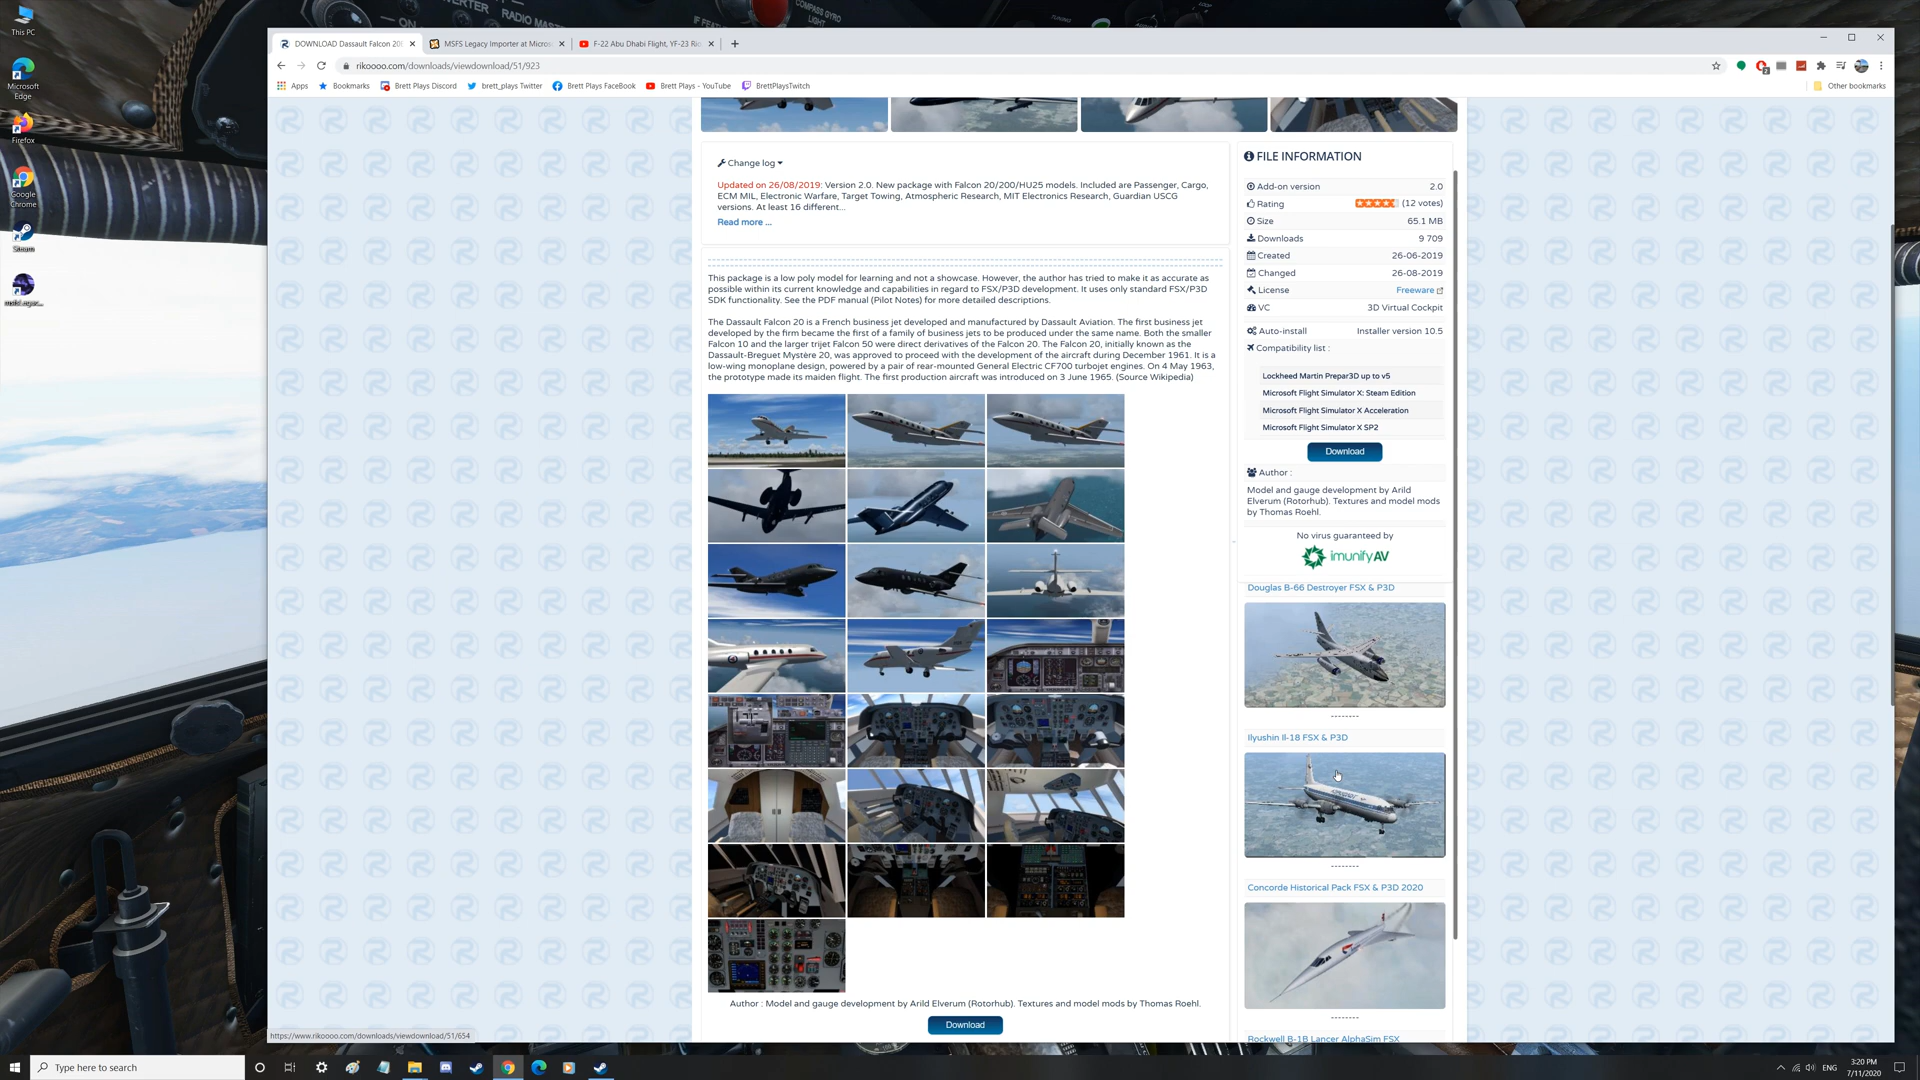 INVERTER
ON
RADIO MASTER
IF FEATHER
COMPASS GYRO
LIGHT
TUNING
This PC
Microsoft
Edge
Firefox
Google
Chrome
Steam
DOWNLOAD Dassault Falcon 20E
MSFS Legacy Importer at Micros
F-22 Abu Dhabi Flight, YF-23 Ri
rikoooo.com/downloads/viewdownload/51/923
Apps
Bookmarks
Brett Plays Discord
brett_plays Twitter
Brett Plays FaceBook
Brett Plays - YouTube
BrettPlaysTwitch
Other bookmarks
Change log
Updated on 26/08/2019: Version 2.0. New package with Falcon 20/200/HU25 models. Included are Passenger, Cargo,
ECM MIL, Electronic Warfare, Target Towing, Atmospheric Research, MIT Electronics Research, Guardian USCG
versions. At least 16 different...
Read more ...
This package is a low poly model for learning and not a showcase. However, the author has tried to make it as accurate as
possible within its current knowledge and capabilities in regard to FSX/P3D development. It uses only standard FSX/P3D
SDK functionality. See the PDF manual (Pilot Notes) for more detailed descriptions.
The Dassault Falcon 20 is a French business jet developed and manufactured by Dassault Aviation. The first business jet
developed by the firm became the first of a family of business jets to be produced under the same name. Both the smaller
Falcon 10 and the larger trijet Falcon 50 were direct derivatives of the Falcon 20. The Falcon 20, initially known as the
Dassault-Breguet Mystère 20, was approved to proceed with the development of the aircraft during December 1961. It is a
low-wing monoplane design, powered by a pair of rear-mounted General Electric CF700 turbojet engines. On 4 May 1963,
the prototype made its maiden flight. The first production aircraft was introduced on 3 June 1965. (Source Wikipedia)
Author : Model and gauge development by Arild Elverum (Rotorhub). Textures and model mods by Thomas Roehl.
Download
FILE INFORMATION
Add-on version 2.0
Rating (12 votes)
Size 65.1 MB
Downloads 9 709
Created 26-06-2019
Changed 26-08-2019
License Freeware
VC 3D Virtual Cockpit
Auto-install Installer version 10.5
Compatibility list :
Lockheed Martin Prepar3D up to v5
Microsoft Flight Simulator X: Steam Edition
Microsoft Flight Simulator X Acceleration
Microsoft Flight Simulator X SP2
Download
Author :
Model and gauge development by Arild
Elverum (Rotorhub). Textures and model mods
by Thomas Roehl.
No virus guaranteed by
imunifyAV
Douglas B-66 Destroyer FSX & P3D
--------
Ilyushin Il-18 FSX & P3D
--------
Concorde Historical Pack FSX & P3D 2020
--------
Rockwell B-1B Lancer AlphaSim FSX
https://www.rikoooo.com/downloads/viewdownload/51/654
Type here to search
ENG
3:20 PM
7/11/2020